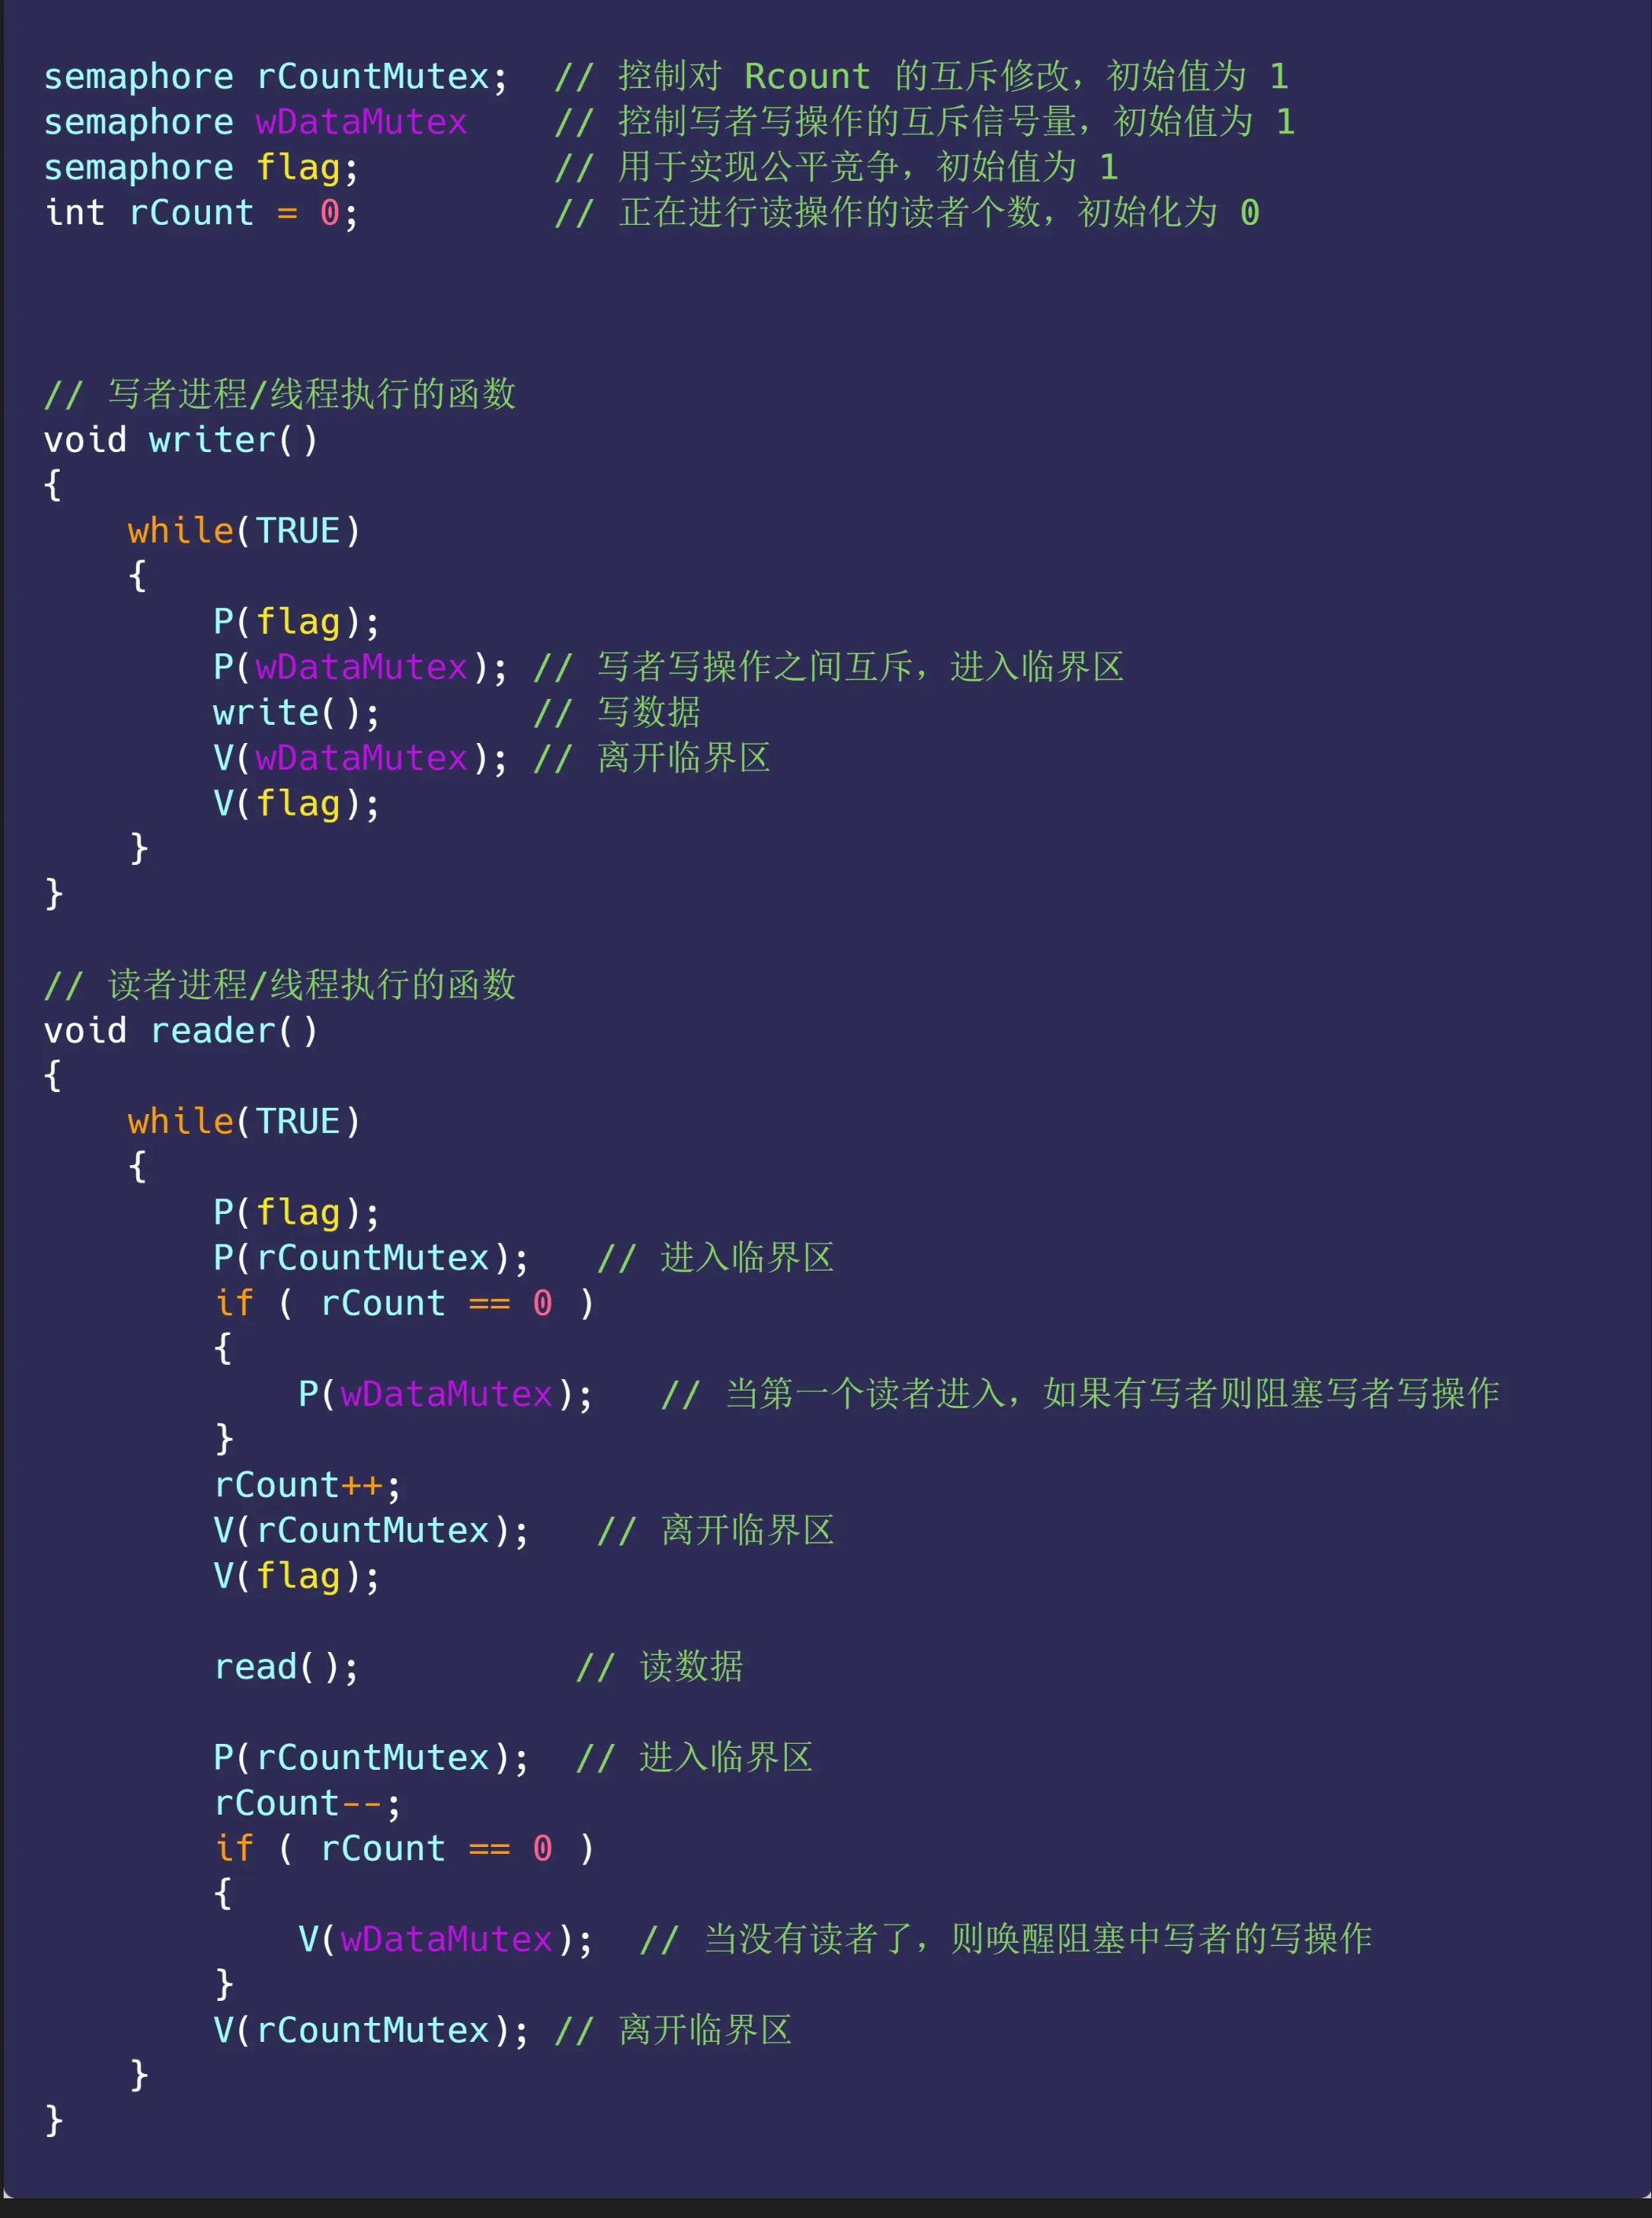 semaphore rCountMutex;  // 控制对 Rcount 的互斥修改，初始值为 1
semaphore wDataMutex    // 控制写者写操作的互斥信号量，初始值为 1
semaphore flag;         // 用于实现公平竞争，初始值为 1
int rCount = 0;         // 正在进行读操作的读者个数，初始化为 0
// 写者进程/线程执行的函数
void writer()
{
    while(TRUE)
    {
        P(flag);
        P(wDataMutex); // 写者写操作之间互斥，进入临界区
        write();       // 写数据
        V(wDataMutex); // 离开临界区
        V(flag);
    }
}
// 读者进程/线程执行的函数
void reader()
{
    while(TRUE)
    {
        P(flag);
        P(rCountMutex);   // 进入临界区
        if ( rCount == 0 )
        {
            P(wDataMutex);   // 当第一个读者进入，如果有写者则阻塞写者写操作
        }
        rCount++;
        V(rCountMutex);   // 离开临界区
        V(flag);
        read();          // 读数据
        P(rCountMutex);  // 进入临界区
        rCount--;
        if ( rCount == 0 )
        {
            V(wDataMutex);  // 当没有读者了，则唤醒阻塞中写者的写操作
        }
        V(rCountMutex); // 离开临界区
    }
}